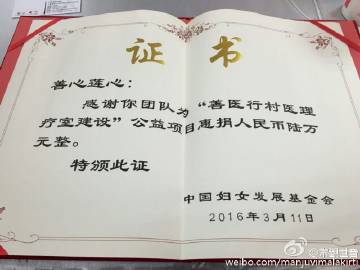 证书
善心莲心：
感谢你团队为“善医行村医理
疗室建设”公益项目惠捐人民币陆万
元整。
特颁此证
中国妇女发展基金会
2016年3月11日
weibo.com/manjuvimalakirti